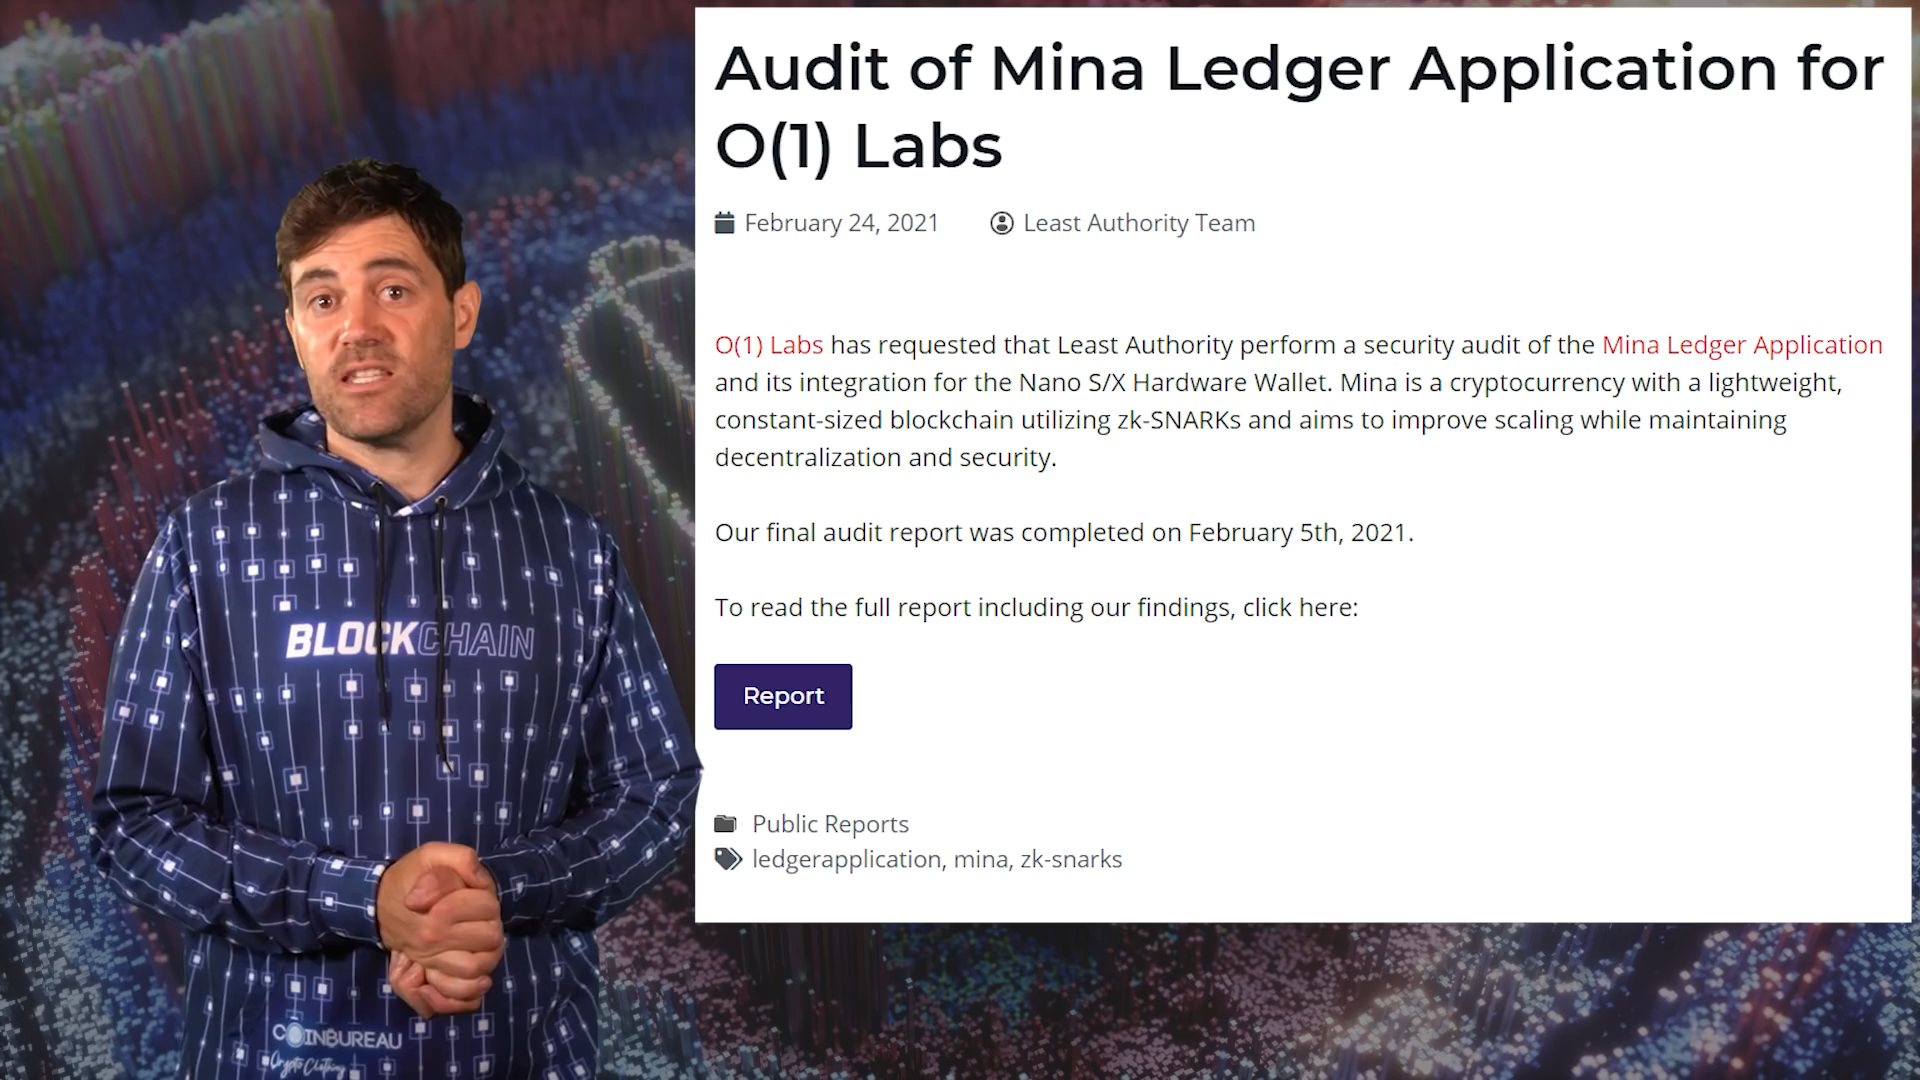 Audit of Mina Ledger Application for
O(1) Labs
February 24, 2021 Least Authority Team
O(1) Labs has requested that Least Authority perform a security audit of the Mina Ledger Application
and its integration for the Nano S/X Hardware Wallet. Mina is a cryptocurrency with a lightweight,
constant-sized blockchain utilizing zk-SNARKs and aims to improve scaling while maintaining
decentralization and security.
Our final audit report was completed on February 5th, 2021.
To read the full report including our findings, click here:
Report
Public Reports
ledgerapplication, mina, zk-snarks
BLOCKCHAIN
COINBUREAU
Crypto Clothing